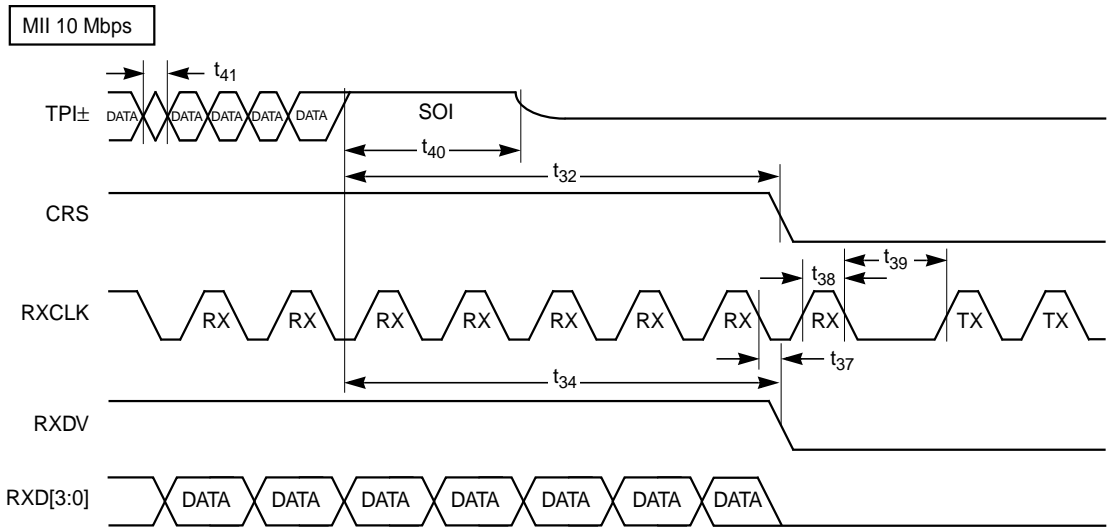 MII 10 Mbps
t41
TPI± DATA DATA DATA DATA DATA SOI
t40
t32
CRS
t38 t39
RXCLK RX RX RX RX RX RX RX TX TX
t37
t34
RXDV
RXD[3:0] DATA DATA DATA DATA DATA DATA DATA